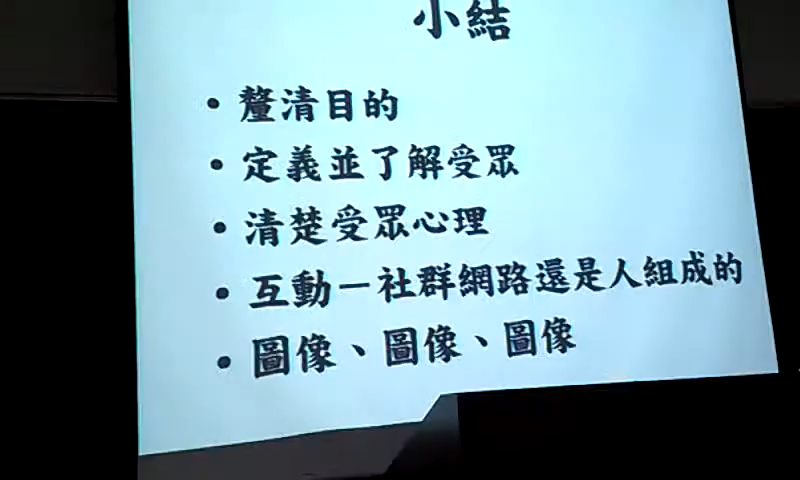 小結
• 釐清目的
• 定義並了解受眾
• 清楚受眾心理
• 互動－社群網路還是人組成的
• 圖像、圖像、圖像